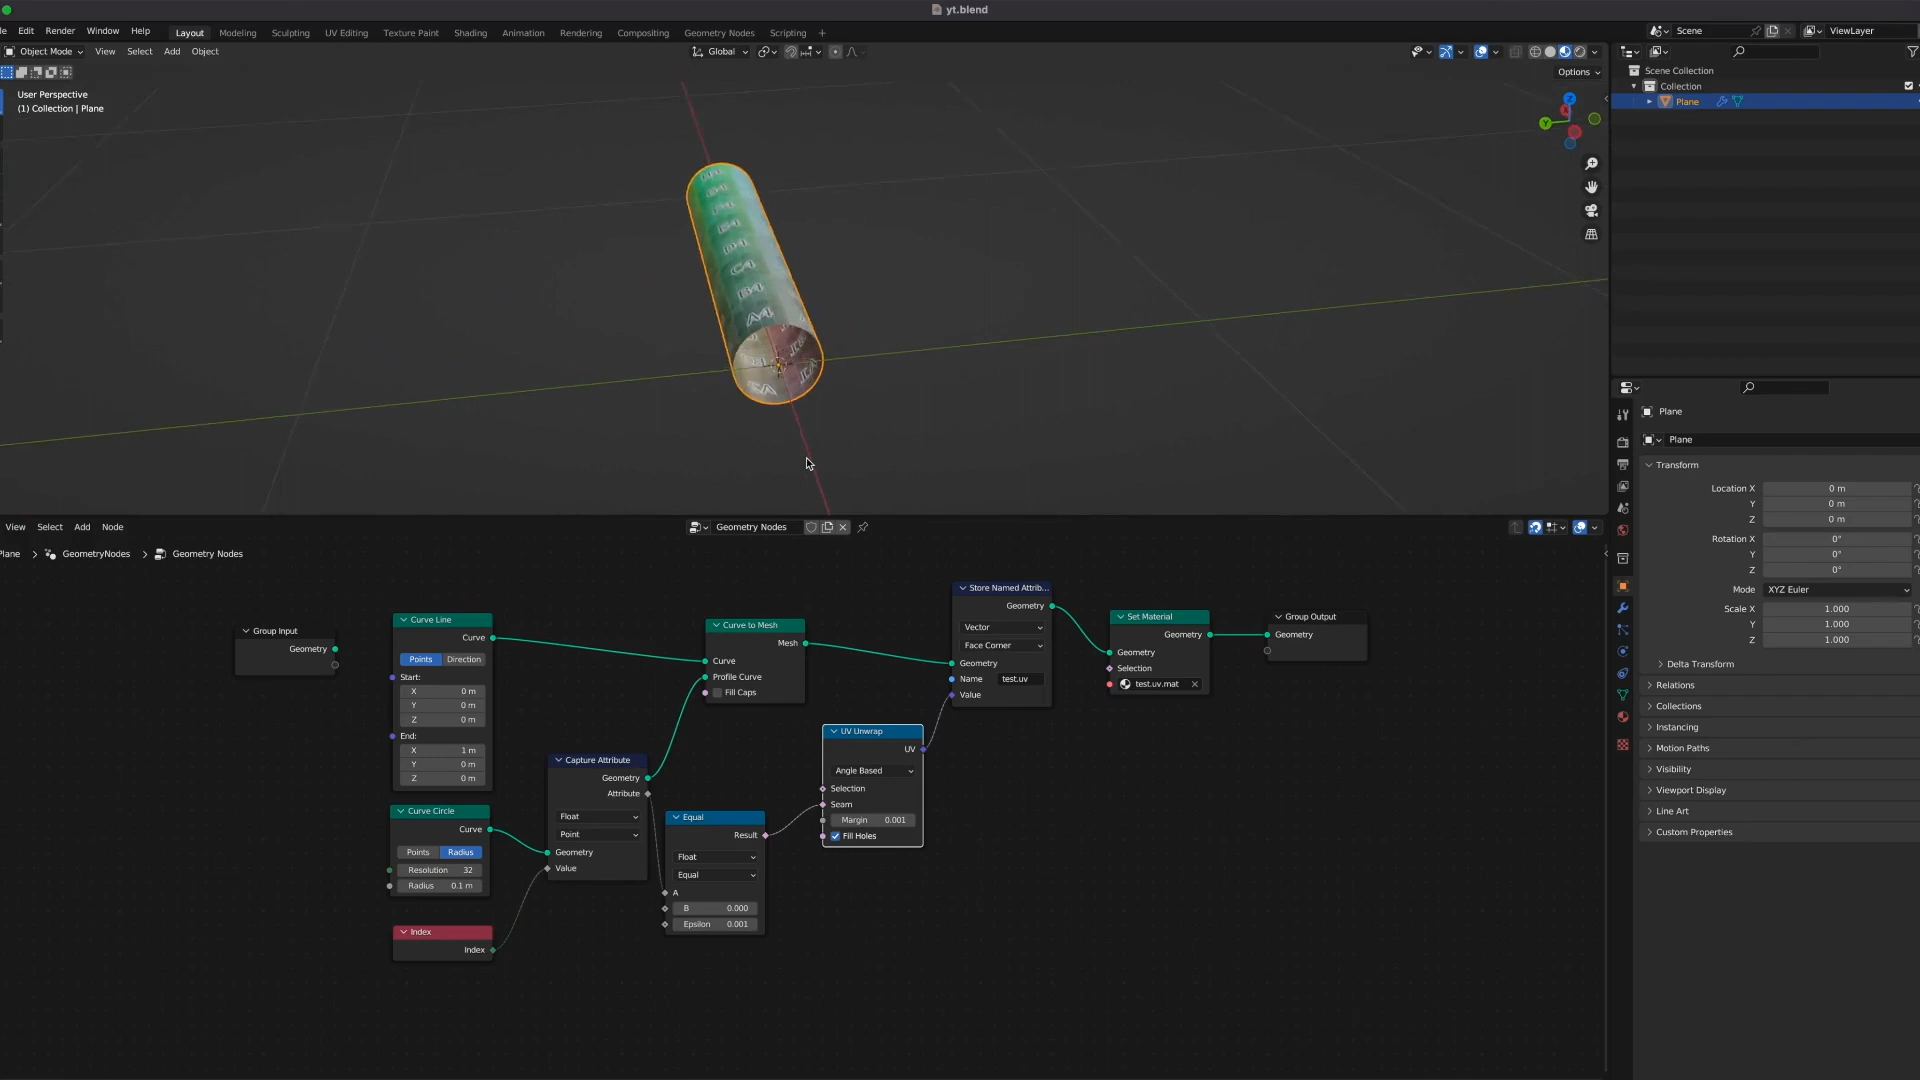 yt.blend
Edit Render Window Help Layout Modeling Sculpting UV Editing Texture Paint Shading Animation Rendering Compositing Geometry Nodes Scripting + Scene ViewLayer
Object Mode View Select Add Object Global
Options
User Perspective
(1) Collection | Plane
Scene Collection
Collection
Plane
Z
X
Y
C4
B4
A4
View Select Add Node Geometry Nodes
GeometryNodes > Geometry Nodes
Group Input
Geometry
Curve Line
Curve
Points Direction
Start:
X 0 m
Y 0 m
Z 0 m
End:
X 1 m
Y 0 m
Z 0 m
Curve Circle
Curve
Points Radius
Resolution 32
Radius 0.1 m
Index
Index
Capture Attribute
Geometry
Attribute
Float
Point
Geometry
Value
Equal
Result
Float
Equal
A
B 0.000
Epsilon 0.001
Curve to Mesh
Mesh
Curve
Profile Curve
Fill Caps
UV Unwrap
UV
Angle Based
Selection
Seam
Margin 0.001
Fill Holes
Store Named Attrib...
Geometry
Vector
Face Corner
Geometry
Name test.uv
Value
Set Material
Geometry
Geometry
Selection
test.uv.mat
Group Output
Geometry
Plane
Plane
Transform
Location X 0 m
Y 0 m
Z 0 m
Rotation X 0°
Y 0°
Z 0°
Mode XYZ Euler
Scale X 1.000
Y 1.000
Z 1.000
Delta Transform
Relations
Collections
Instancing
Motion Paths
Visibility
Viewport Display
Line Art
Custom Properties